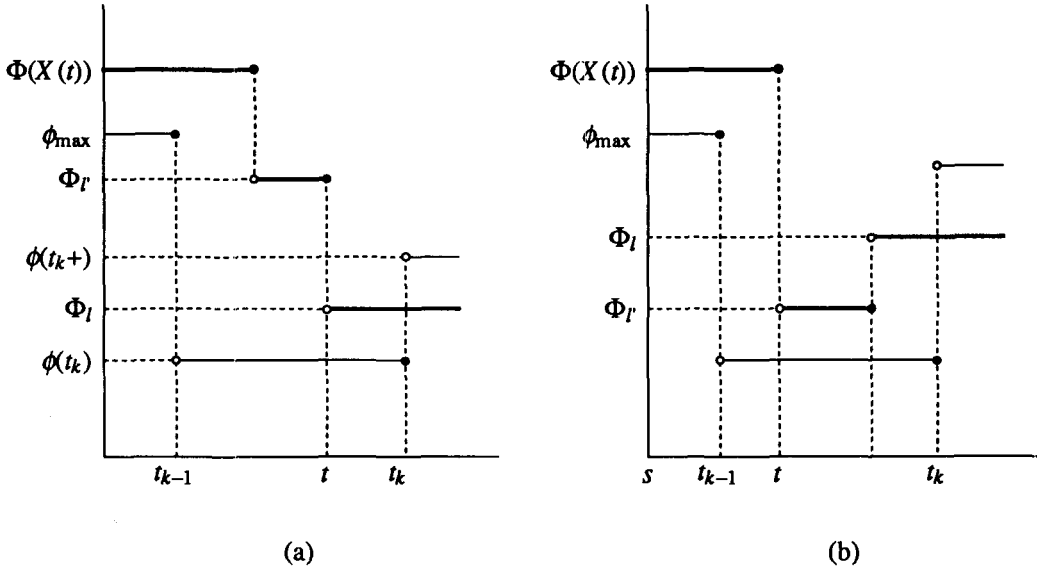 Φ(X(t))
ϕmax
Φl'
ϕ(tk+)
Φl
ϕ(tk)
tk−1 t tk
(a)
Φ(X(t))
ϕmax
Φl
Φl'
s tk−1 t tk
(b)